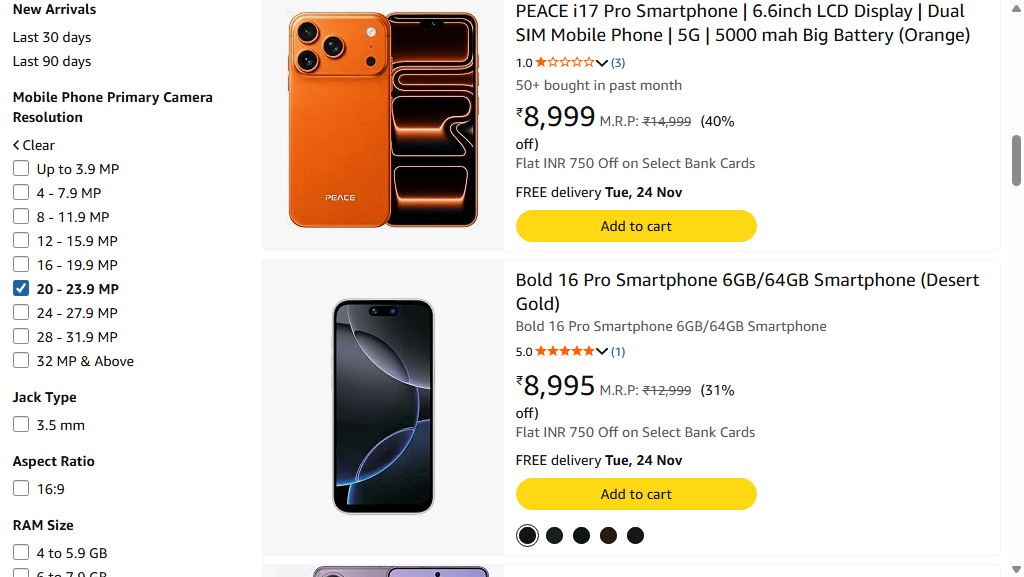 New Arrivals
Last 30 days
Last 90 days
Mobile Phone Primary Camera
Resolution
Clear
Up to 3.9 MP
4 - 7.9 MP
8 - 11.9 MP
12 - 15.9 MP
16 - 19.9 MP
20 - 23.9 MP
24 - 27.9 MP
28 - 31.9 MP
32 MP & Above
Jack Type
3.5 mm
Aspect Ratio
16:9
RAM Size
4 to 5.9 GB
6 to 7.9 GB
PEACE
PEACE i17 Pro Smartphone | 6.6inch LCD Display | Dual
SIM Mobile Phone | 5G | 5000 mah Big Battery (Orange)
1.0 (3)
50+ bought in past month
₹8,999 M.R.P: ₹14,999 (40%
off)
Flat INR 750 Off on Select Bank Cards
FREE delivery Tue, 24 Nov
Add to cart
Bold 16 Pro Smartphone 6GB/64GB Smartphone (Desert
Gold)
Bold 16 Pro Smartphone 6GB/64GB Smartphone
5.0 (1)
₹8,995 M.R.P: ₹12,999 (31%
off)
Flat INR 750 Off on Select Bank Cards
FREE delivery Tue, 24 Nov
Add to cart